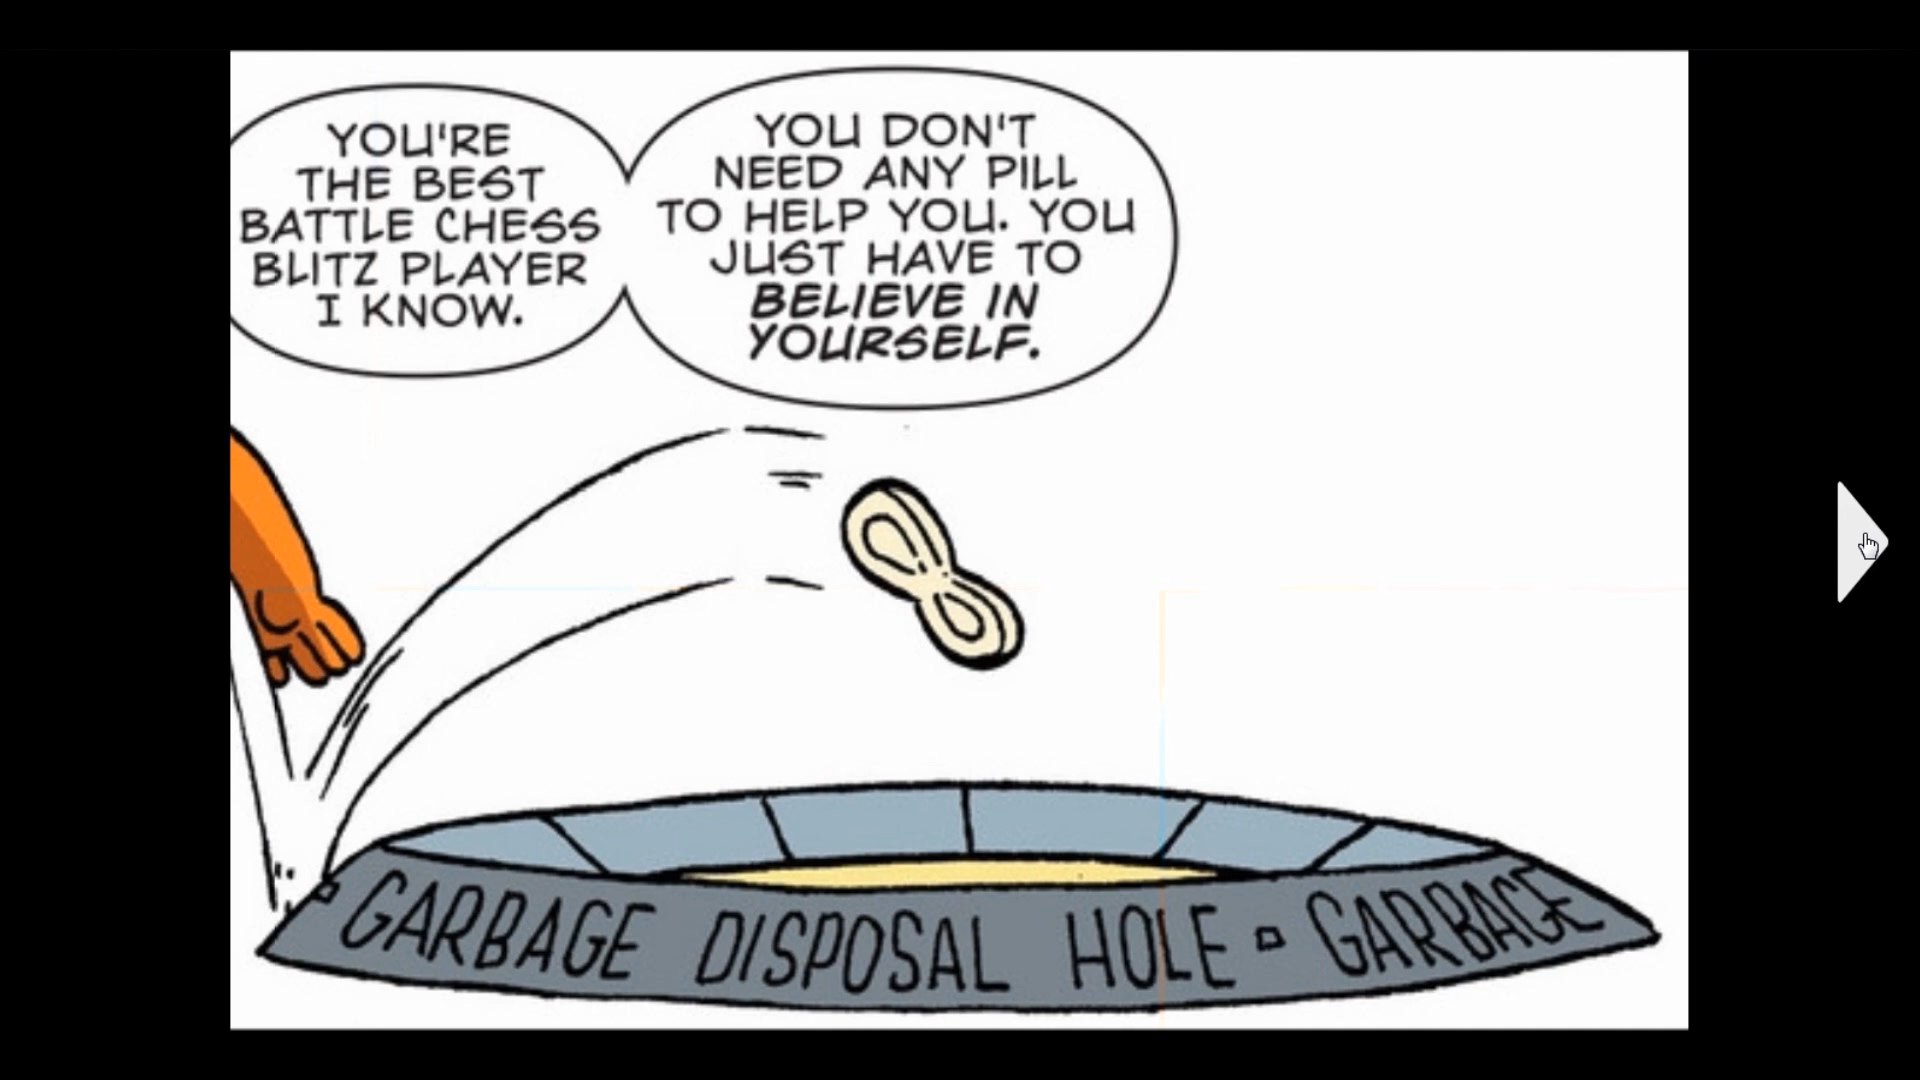 YOU'RE
THE BEST
BATTLE CHESS
BLITZ PLAYER
I KNOW.
YOU DON'T
NEED ANY PILL
TO HELP YOU. YOU
JUST HAVE TO
BELIEVE IN
YOURSELF.
GARBAGE DISPOSAL HOLE GARBAGE